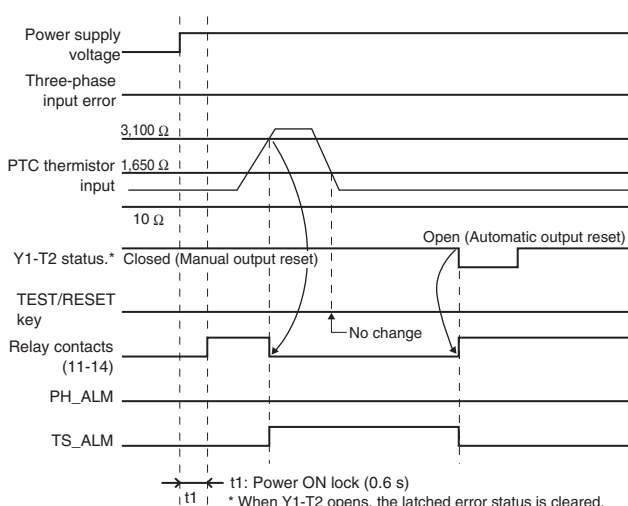 Power supply
voltage
Three-phase
input error
3,100 Ω
PTC thermistor
input
1,650 Ω
10 Ω
Open (Automatic output reset)
Y1-T2 status.* Closed (Manual output reset)
TEST/RESET
key
No change
Relay contacts
(11-14)
PH_ALM
TS_ALM
t1
t1: Power ON lock (0.6 s)
* When Y1-T2 opens, the latched error status is cleared.